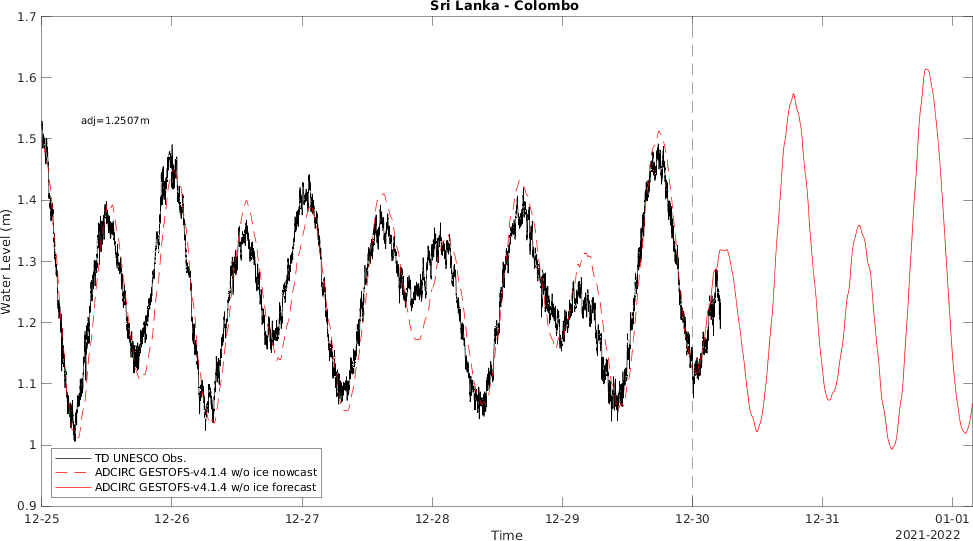 Sri Lanka - Colombo
1.7
1.6
1.5
1.4
1.3
1.2
1.1
1
0.9
Water Level (m)
adj=1.2507m
TD UNESCO Obs.
ADCIRC GESTOFS-v4.1.4 w/o ice nowcast
ADCIRC GESTOFS-v4.1.4 w/o ice forecast
12-25 12-26 12-27 12-28 12-29 12-30 12-31 01-01
Time
2021-2022